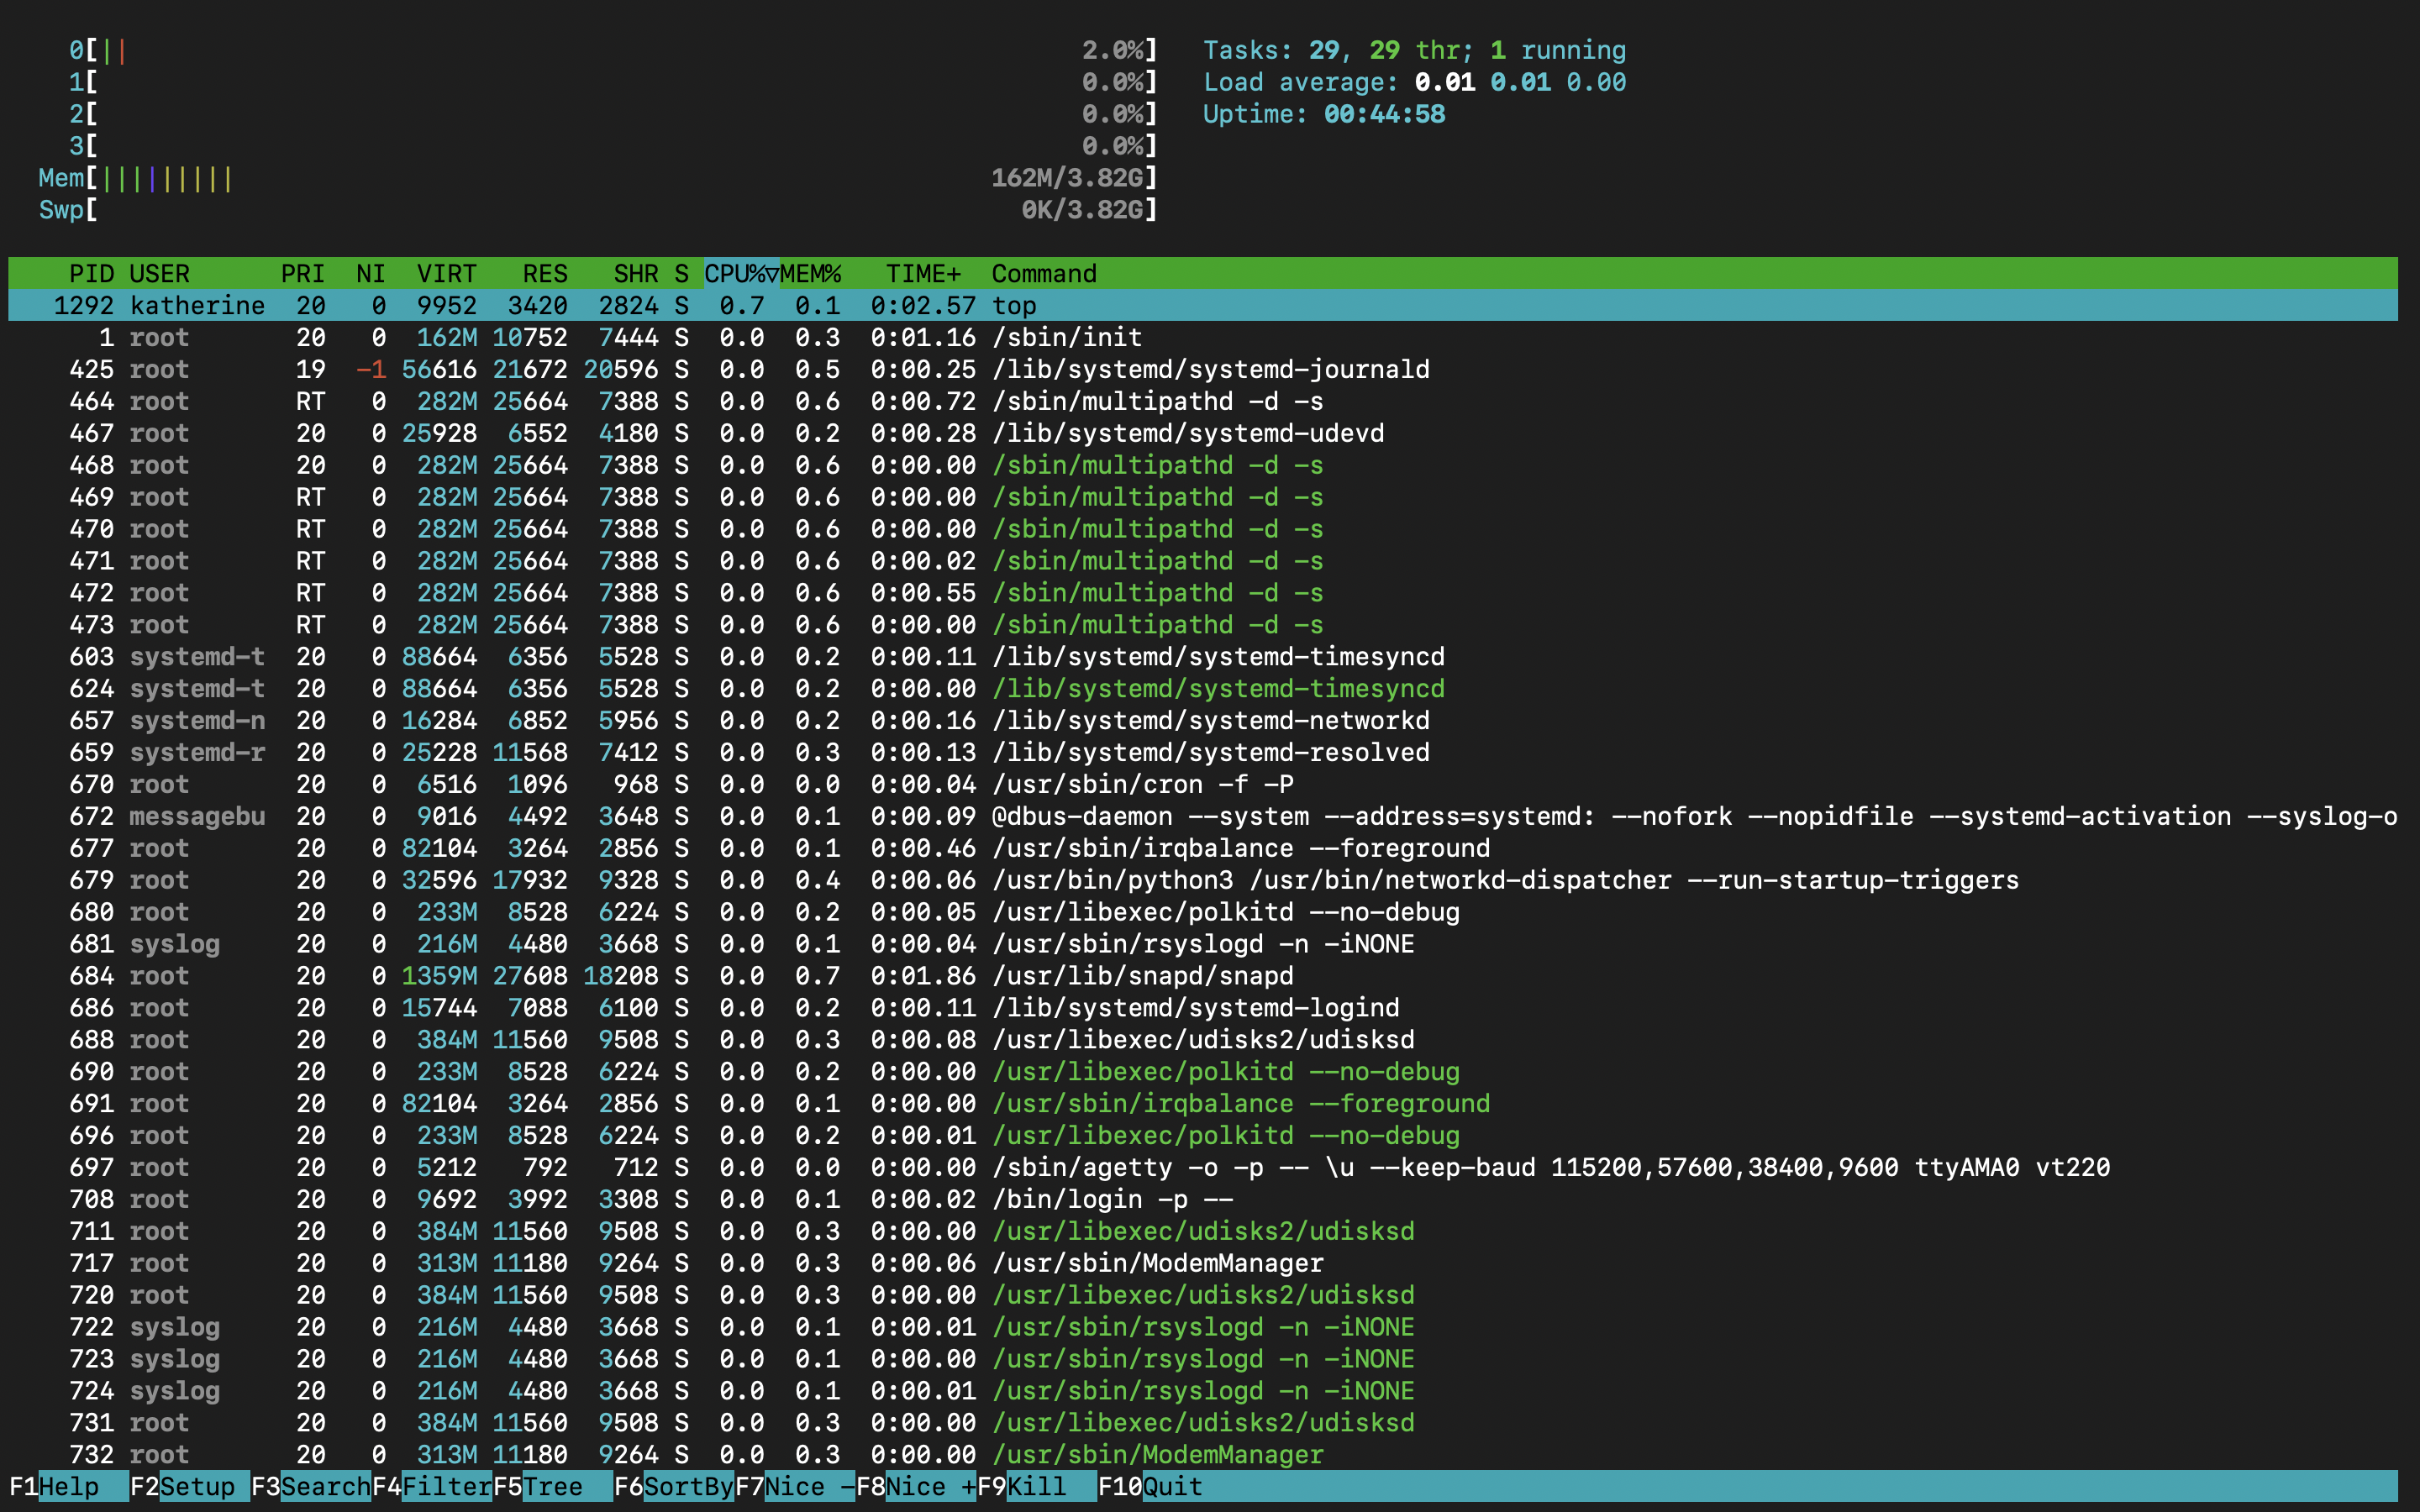 0[|| 2.0%] Tasks: 29, 29 thr; 1 running
1[ 0.0%] Load average: 0.01 0.01 0.00
2[ 0.0%] Uptime: 00:44:58
3[ 0.0%]
Mem[||||||||| 162M/3.82G]
Swp[ 0K/3.82G]
PID USER PRI NI VIRT RES SHR S CPU%▽MEM% TIME+ Command
1292 katherine 20 0 9952 3420 2824 S 0.7 0.1 0:02.57 top
1 root 20 0 162M 10752 7444 S 0.0 0.3 0:01.16 /sbin/init
425 root 19 -1 56616 21672 20596 S 0.0 0.5 0:00.25 /lib/systemd/systemd-journald
464 root RT 0 282M 25664 7388 S 0.0 0.6 0:00.72 /sbin/multipathd -d -s
467 root 20 0 25928 6552 4180 S 0.0 0.2 0:00.28 /lib/systemd/systemd-udevd
468 root 20 0 282M 25664 7388 S 0.0 0.6 0:00.00 /sbin/multipathd -d -s
469 root RT 0 282M 25664 7388 S 0.0 0.6 0:00.00 /sbin/multipathd -d -s
470 root RT 0 282M 25664 7388 S 0.0 0.6 0:00.00 /sbin/multipathd -d -s
471 root RT 0 282M 25664 7388 S 0.0 0.6 0:00.02 /sbin/multipathd -d -s
472 root RT 0 282M 25664 7388 S 0.0 0.6 0:00.55 /sbin/multipathd -d -s
473 root RT 0 282M 25664 7388 S 0.0 0.6 0:00.00 /sbin/multipathd -d -s
603 systemd-t 20 0 88664 6356 5528 S 0.0 0.2 0:00.11 /lib/systemd/systemd-timesyncd
624 systemd-t 20 0 88664 6356 5528 S 0.0 0.2 0:00.00 /lib/systemd/systemd-timesyncd
657 systemd-n 20 0 16284 6852 5956 S 0.0 0.2 0:00.16 /lib/systemd/systemd-networkd
659 systemd-r 20 0 25228 11568 7412 S 0.0 0.3 0:00.13 /lib/systemd/systemd-resolved
670 root 20 0 6516 1096 968 S 0.0 0.0 0:00.04 /usr/sbin/cron -f -P
672 messagebu 20 0 9016 4492 3648 S 0.0 0.1 0:00.09 @dbus-daemon --system --address=systemd: --nofork --nopidfile --systemd-activation --syslog-o
677 root 20 0 82104 3264 2856 S 0.0 0.1 0:00.46 /usr/sbin/irqbalance --foreground
679 root 20 0 32596 17932 9328 S 0.0 0.4 0:00.06 /usr/bin/python3 /usr/bin/networkd-dispatcher --run-startup-triggers
680 root 20 0 233M 8528 6224 S 0.0 0.2 0:00.05 /usr/libexec/polkitd --no-debug
681 syslog 20 0 216M 4480 3668 S 0.0 0.1 0:00.04 /usr/sbin/rsyslogd -n -iNONE
684 root 20 0 1359M 27608 18208 S 0.0 0.7 0:01.86 /usr/lib/snapd/snapd
686 root 20 0 15744 7088 6100 S 0.0 0.2 0:00.11 /lib/systemd/systemd-logind
688 root 20 0 384M 11560 9508 S 0.0 0.3 0:00.08 /usr/libexec/udisks2/udisksd
690 root 20 0 233M 8528 6224 S 0.0 0.2 0:00.00 /usr/libexec/polkitd --no-debug
691 root 20 0 82104 3264 2856 S 0.0 0.1 0:00.00 /usr/sbin/irqbalance --foreground
696 root 20 0 233M 8528 6224 S 0.0 0.2 0:00.01 /usr/libexec/polkitd --no-debug
697 root 20 0 5212 792 712 S 0.0 0.0 0:00.00 /sbin/agetty -o -p -- \u --keep-baud 115200,57600,38400,9600 ttyAMA0 vt220
708 root 20 0 9692 3992 3308 S 0.0 0.1 0:00.02 /bin/login -p --
711 root 20 0 384M 11560 9508 S 0.0 0.3 0:00.00 /usr/libexec/udisks2/udisksd
717 root 20 0 313M 11180 9264 S 0.0 0.3 0:00.06 /usr/sbin/ModemManager
720 root 20 0 384M 11560 9508 S 0.0 0.3 0:00.00 /usr/libexec/udisks2/udisksd
722 syslog 20 0 216M 4480 3668 S 0.0 0.1 0:00.01 /usr/sbin/rsyslogd -n -iNONE
723 syslog 20 0 216M 4480 3668 S 0.0 0.1 0:00.00 /usr/sbin/rsyslogd -n -iNONE
724 syslog 20 0 216M 4480 3668 S 0.0 0.1 0:00.01 /usr/sbin/rsyslogd -n -iNONE
731 root 20 0 384M 11560 9508 S 0.0 0.3 0:00.00 /usr/libexec/udisks2/udisksd
732 root 20 0 313M 11180 9264 S 0.0 0.3 0:00.00 /usr/sbin/ModemManager
F1Help F2Setup F3SearchF4FilterF5Tree F6SortByF7Nice -F8Nice +F9Kill F10Quit